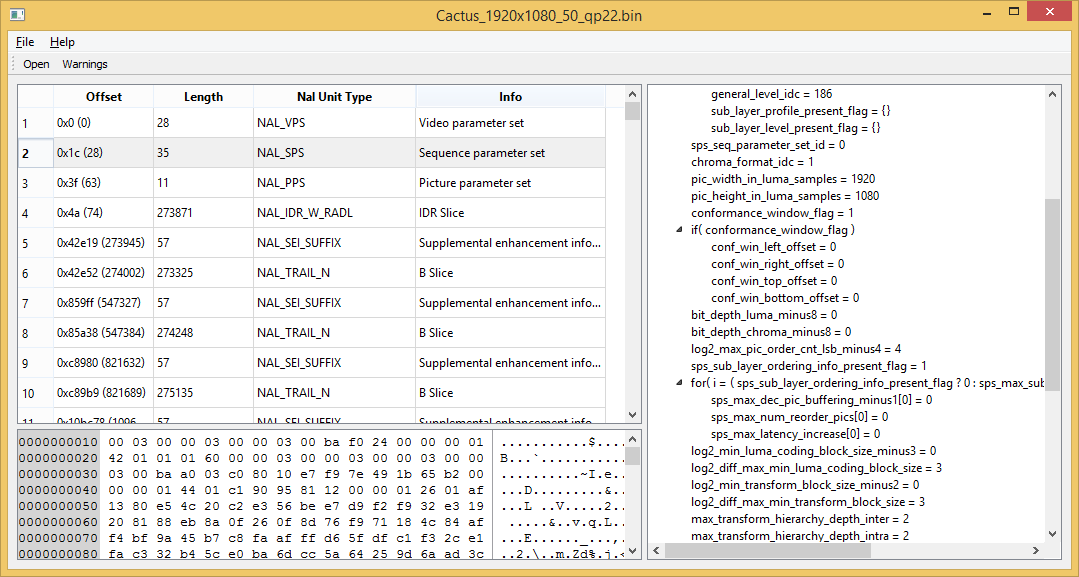 Cactus_1920x1080_50_qp22.bin
File Help
Open Warnings
Offset Length Nal Unit Type Info
1 0x0 (0) 28 NAL_VPS Video parameter set
2 0x1c (28) 35 NAL_SPS Sequence parameter set
3 0x3f (63) 11 NAL_PPS Picture parameter set
4 0x4a (74) 273871 NAL_IDR_W_RADL IDR Slice
5 0x42e19 (273945) 57 NAL_SEI_SUFFIX Supplemental enhancement info...
6 0x42e52 (274002) 273325 NAL_TRAIL_N B Slice
7 0x859ff (547327) 57 NAL_SEI_SUFFIX Supplemental enhancement info...
8 0x85a38 (547384) 274248 NAL_TRAIL_N B Slice
9 0xc8980 (821632) 57 NAL_SEI_SUFFIX Supplemental enhancement info...
10 0xc89b9 (821689) 275135 NAL_TRAIL_N B Slice
11 0x10bc78 (1096... 57 NAL_SEI_SUFFIX Supplemental enhancement info...
0000000010 00 03 00 00 03 00 00 03 00 ba f0 24 00 00 00 01 ...........$....
0000000020 42 01 01 01 60 00 00 03 00 00 03 00 00 03 00 00 B...`...........
0000000030 03 00 ba a0 03 c0 80 10 e7 f9 7e 49 1b 65 b2 00 ..........~I.e..
0000000040 00 00 01 44 01 c1 90 95 81 12 00 00 01 26 01 af ...D.........&..
0000000050 13 80 e5 4c 20 c2 e3 56 be e7 d9 f2 f9 32 e3 19 ...L ..V.....2..
0000000060 20 81 88 eb 8a 0f 26 0f 8d 76 f9 71 18 4c 84 af .....&..v.q.L..
0000000070 f4 bf 9a 45 b7 c8 fa af ff d6 5f df c1 f3 2c e1 ...E......_...,.
0000000080 fa c3 32 b4 5c e0 ba 6d cc 5a 64 25 9d 6a ad 3c ..2.\..m.Zd%.j.<
general_level_idc = 186
sub_layer_profile_present_flag = {}
sub_layer_level_present_flag = {}
sps_seq_parameter_set_id = 0
chroma_format_idc = 1
pic_width_in_luma_samples = 1920
pic_height_in_luma_samples = 1080
conformance_window_flag = 1
if( conformance_window_flag )
conf_win_left_offset = 0
conf_win_right_offset = 0
conf_win_top_offset = 0
conf_win_bottom_offset = 0
bit_depth_luma_minus8 = 0
bit_depth_chroma_minus8 = 0
log2_max_pic_order_cnt_lsb_minus4 = 4
sps_sub_layer_ordering_info_present_flag = 1
for( i = ( sps_sub_layer_ordering_info_present_flag ? 0 : sps_max_sub
sps_max_dec_pic_buffering_minus1[0] = 0
sps_max_num_reorder_pics[0] = 0
sps_max_latency_increase[0] = 0
log2_min_luma_coding_block_size_minus3 = 0
log2_diff_max_min_luma_coding_block_size = 3
log2_min_transform_block_size_minus2 = 0
log2_diff_max_min_transform_block_size = 3
max_transform_hierarchy_depth_inter = 2
max_transform_hierarchy_depth_intra = 2